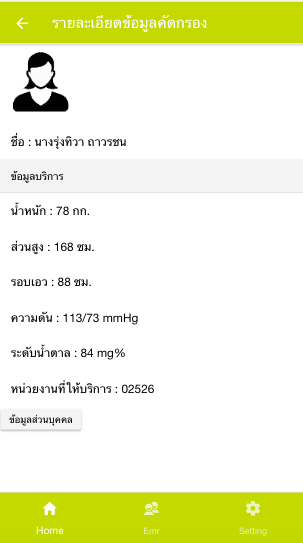 รายละเอียดข้อมูลคัดกรอง
ชื่อ : นางรุ่งทิวา ถาวรชน
ข้อมูลบริการ
น้ำหนัก : 78 กก.
ส่วนสูง : 168 ซม.
รอบเอว : 88 ซม.
ความดัน : 113/73 mmHg
ระดับน้ำตาล : 84 mg%
หน่วยงานที่ให้บริการ : 02526
ข้อมูลส่วนบุคคล
Home Emr Setting